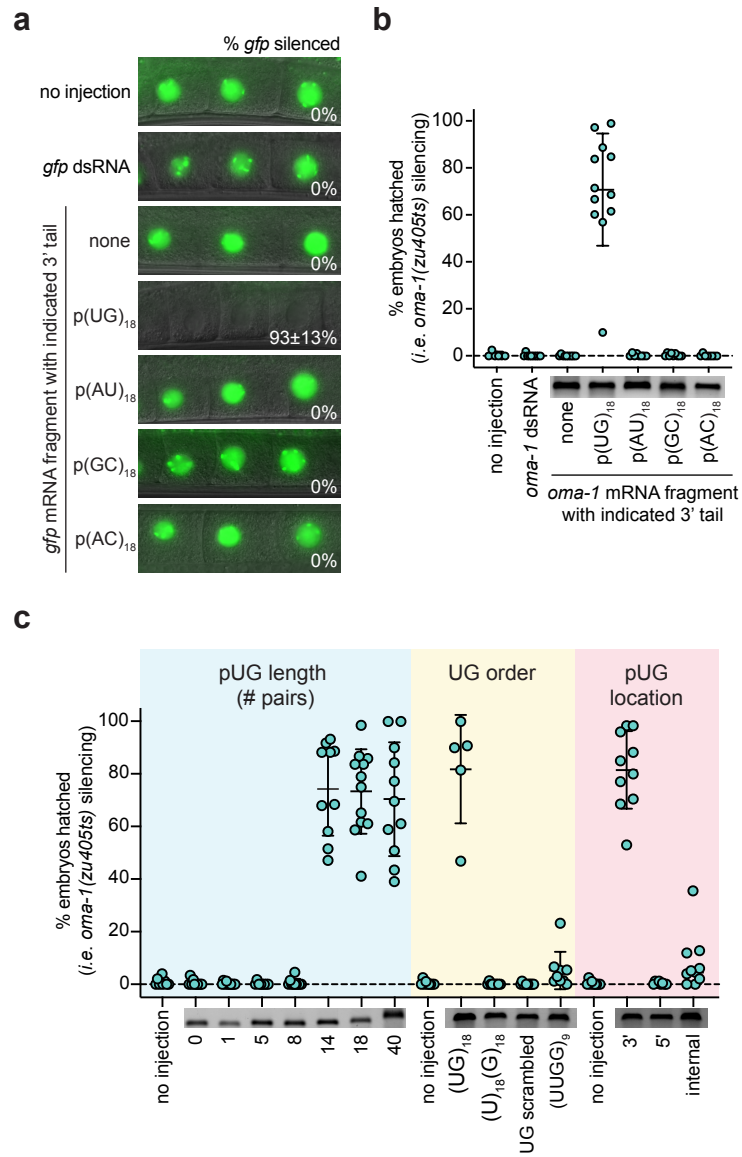 a
% gfp silenced
no injection
0%
gfp dsRNA
0%
gfp mRNA fragment with indicated 3' tail
none
0%
p(UG)₁₈
93±13%
p(AU)₁₈
0%
p(GC)₁₈
0%
p(AC)₁₈
0%
b
% embryos hatched
(i.e. oma-1(zu405ts) silencing)
100
80
60
40
20
0
no injection
oma-1 dsRNA
none
p(UG)₁₈
p(AU)₁₈
p(GC)₁₈
p(AC)₁₈
oma-1 mRNA fragment
with indicated 3' tail
c
pUG length
(# pairs)
UG order
pUG
location
% embryos hatched
(i.e. oma-1(zu405ts) silencing)
100
80
60
40
20
0
no injection
0
1
5
8
14
18
40
no injection
(UG)₁₈
(U)₁₈(G)₁₈
UG scrambled
(UUGG)₉
no injection
3'
5'
internal